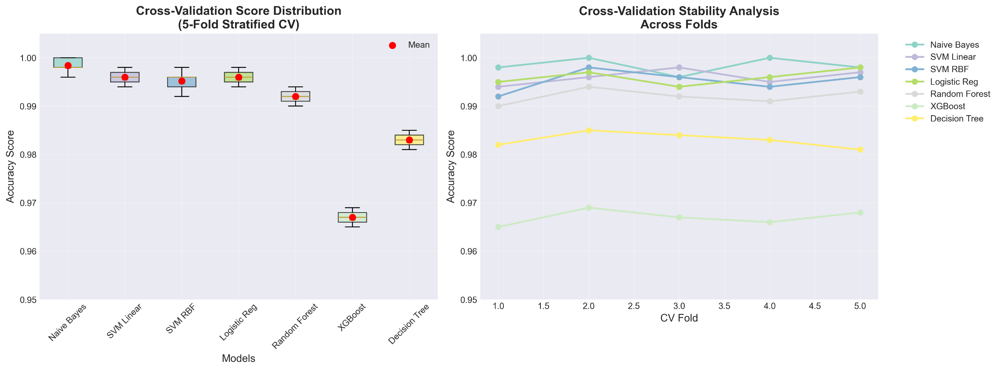 Cross-Validation Score Distribution
(5-Fold Stratified CV)
Mean
Accuracy Score
1.00
0.99
0.98
0.97
0.96
0.95
Naive Bayes
SVM Linear
SVM RBF
Logistic Reg
Random Forest
XGBoost
Decision Tree
Models
Cross-Validation Stability Analysis
Across Folds
Accuracy Score
1.00
0.99
0.98
0.97
0.96
0.95
1.0
1.5
2.0
2.5
3.0
3.5
4.0
4.5
5.0
CV Fold
Naive Bayes
SVM Linear
SVM RBF
Logistic Reg
Random Forest
XGBoost
Decision Tree